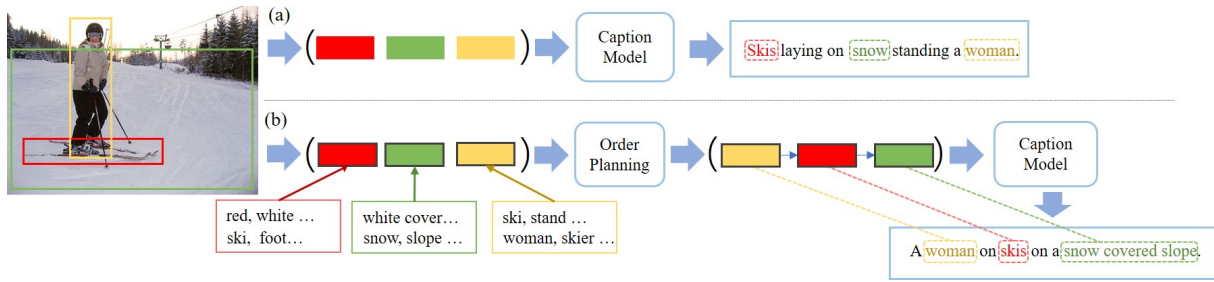 (a)
( )
Caption
Model
Skis laying on snow standing a woman.
(b)
( )
Order
Planning
( )
Caption
Model
red, white …
ski, foot…
white cover…
snow, slope …
ski, stand …
woman, skier …
A woman on skis on a snow covered slope.